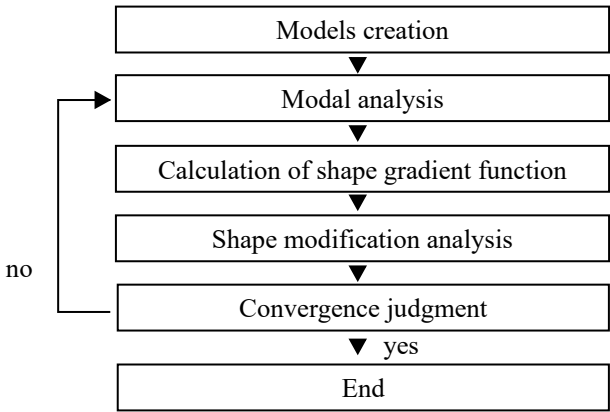 Models creation
Modal analysis
Calculation of shape gradient function
Shape modification analysis
no
Convergence judgment
yes
End